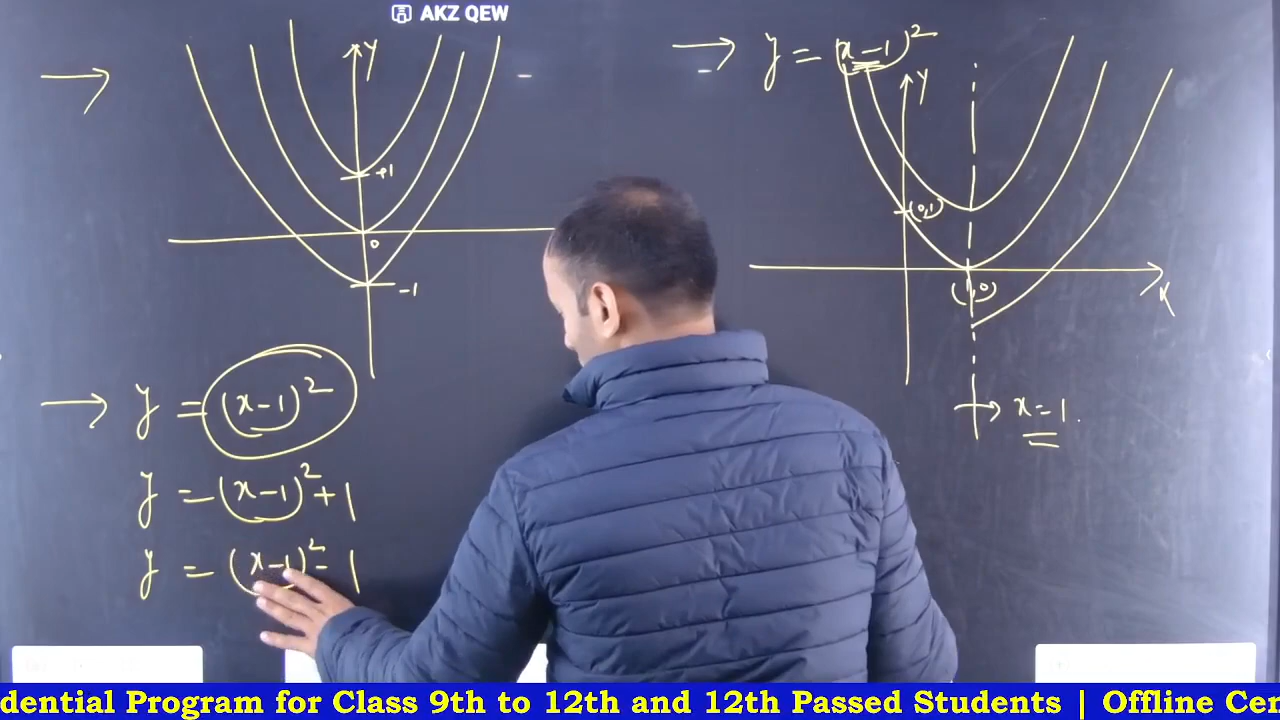 AKZ QEW
→
Y
+1
0
-1
→ y = (x-1)²
y = (x-1)² + 1
y = (x-1)² - 1
→ y = (x-1)²
Y
(0,1)
(1,0)
X
→ x=1.
dential Program for Class 9th to 12th and 12th Passed Students | Offline Cen